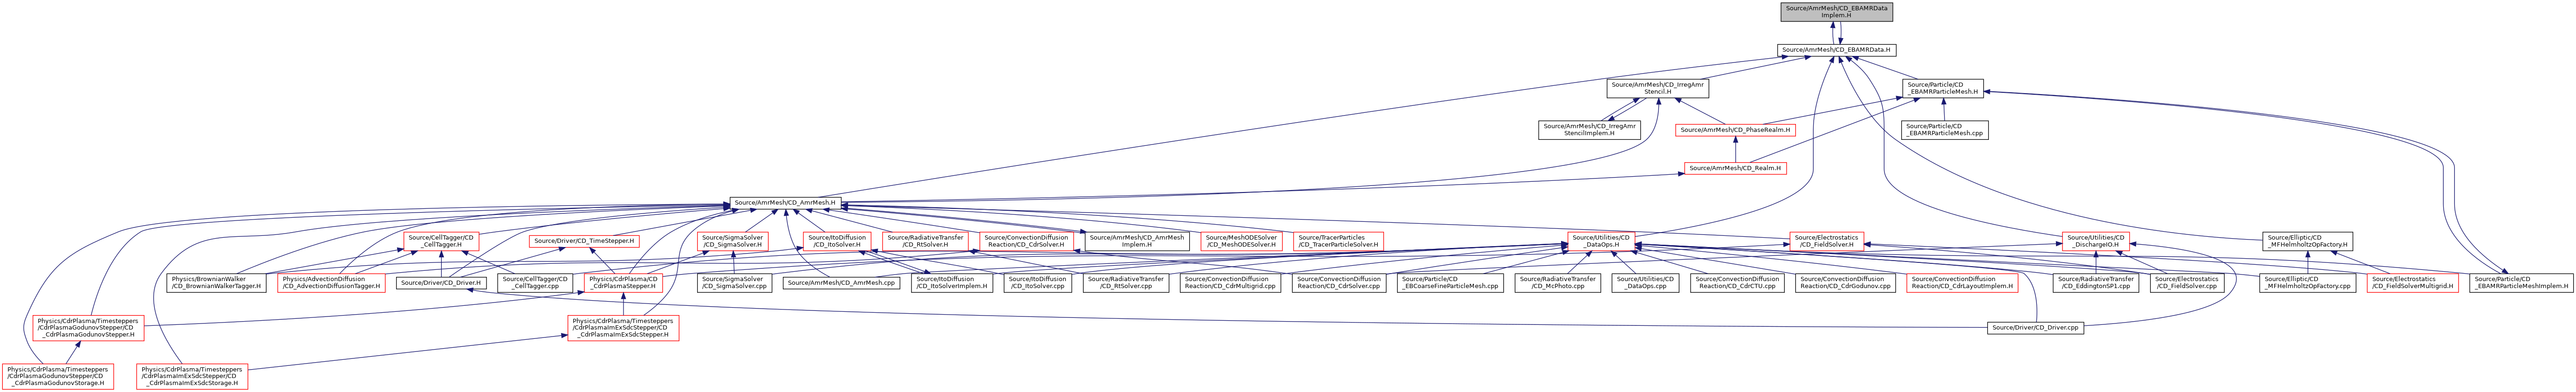 Source/AmrMesh/CD_EBAMRData
Implem.H
Source/AmrMesh/CD_EBAMRData.H
Source/AmrMesh/CD_IrregAmr
Stencil.H
Source/Particle/CD
_EBAMRParticleMesh.H
Source/AmrMesh/CD_IrregAmr
StencilImplem.H
Source/AmrMesh/CD_PhaseRealm.H
Source/Particle/CD
_EBAMRParticleMesh.cpp
Source/AmrMesh/CD_Realm.H
Source/AmrMesh/CD_AmrMesh.H
Source/CellTagger/CD
_CellTagger.H
Source/Driver/CD_TimeStepper.H
Source/SigmaSolver
/CD_SigmaSolver.H
Source/ItoDiffusion
/CD_ItoSolver.H
Source/RadiativeTransfer
/CD_RtSolver.H
Source/ConvectionDiffusion
Reaction/CD_CdrSolver.H
Source/AmrMesh/CD_AmrMesh
Implem.H
Source/MeshODESolver
/CD_MeshODESolver.H
Source/TracerParticles
/CD_TracerParticleSolver.H
Source/Utilities/CD
_DataOps.H
Source/Electrostatics
/CD_FieldSolver.H
Source/Utilities/CD
_DischargeIO.H
Source/Elliptic/CD
_MFHelmholtzOpFactory.H
Physics/BrownianWalker
/CD_BrownianWalkerTagger.H
Physics/AdvectionDiffusion
/CD_AdvectionDiffusionTagger.H
Source/Driver/CD_Driver.H
Source/CellTagger/CD
_CellTagger.cpp
Physics/CdrPlasma/CD
_CdrPlasmaStepper.H
Source/SigmaSolver
/CD_SigmaSolver.cpp
Source/AmrMesh/CD_AmrMesh.cpp
Source/ItoDiffusion
/CD_ItoSolverImplem.H
Source/ItoDiffusion
/CD_ItoSolver.cpp
Source/RadiativeTransfer
/CD_RtSolver.cpp
Source/ConvectionDiffusion
Reaction/CD_CdrMultigrid.cpp
Source/ConvectionDiffusion
Reaction/CD_CdrSolver.cpp
Source/Particle/CD
_EBCoarseFineParticleMesh.cpp
Source/RadiativeTransfer
/CD_McPhoto.cpp
Source/Utilities/CD
_DataOps.cpp
Source/ConvectionDiffusion
Reaction/CD_CdrCTU.cpp
Source/ConvectionDiffusion
Reaction/CD_CdrGodunov.cpp
Source/ConvectionDiffusion
Reaction/CD_CdrLayoutImplem.H
Source/RadiativeTransfer
/CD_EddingtonSP1.cpp
Source/Electrostatics
/CD_FieldSolver.cpp
Source/Elliptic/CD
_MFHelmholtzOpFactory.cpp
Source/Electrostatics
/CD_FieldSolverMultigrid.H
Source/Particle/CD
_EBAMRParticleMeshImplem.H
Physics/CdrPlasma/Timesteppers
/CdrPlasmaGodunovStepper/CD
_CdrPlasmaGodunovStepper.H
Physics/CdrPlasma/Timesteppers
/CdrPlasmaImExSdcStepper/CD
_CdrPlasmaImExSdcStepper.H
Source/Driver/CD_Driver.cpp
Physics/CdrPlasma/Timesteppers
/CdrPlasmaGodunovStepper/CD
_CdrPlasmaGodunovStorage.H
Physics/CdrPlasma/Timesteppers
/CdrPlasmaImExSdcStepper/CD
_CdrPlasmaImExSdcStorage.H